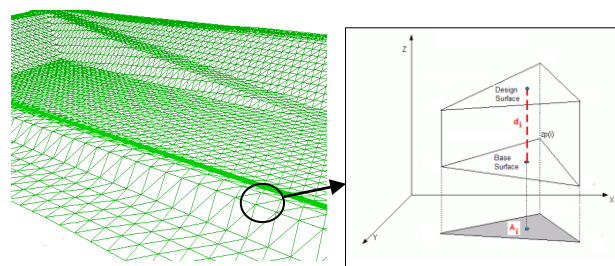 Z
Design
Surface
d i
zp(i)
Base
Surface
X
A i
Y